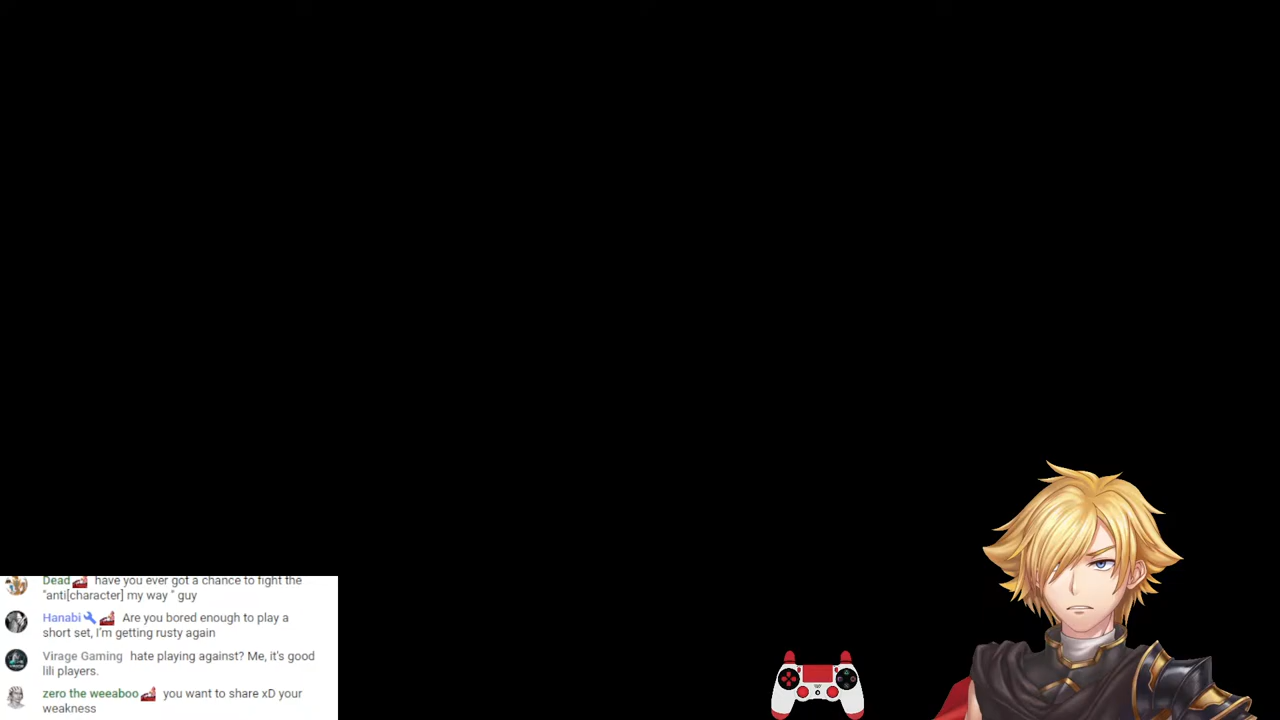 Dead have you ever got a chance to fight the
"anti[character] my way " guy
Hanabi Are you bored enough to play a
short set, I'm getting rusty again
Virage Gaming hate playing against? Me, it's good
lili players.
zero the weeaboo you want to share xD your
weakness